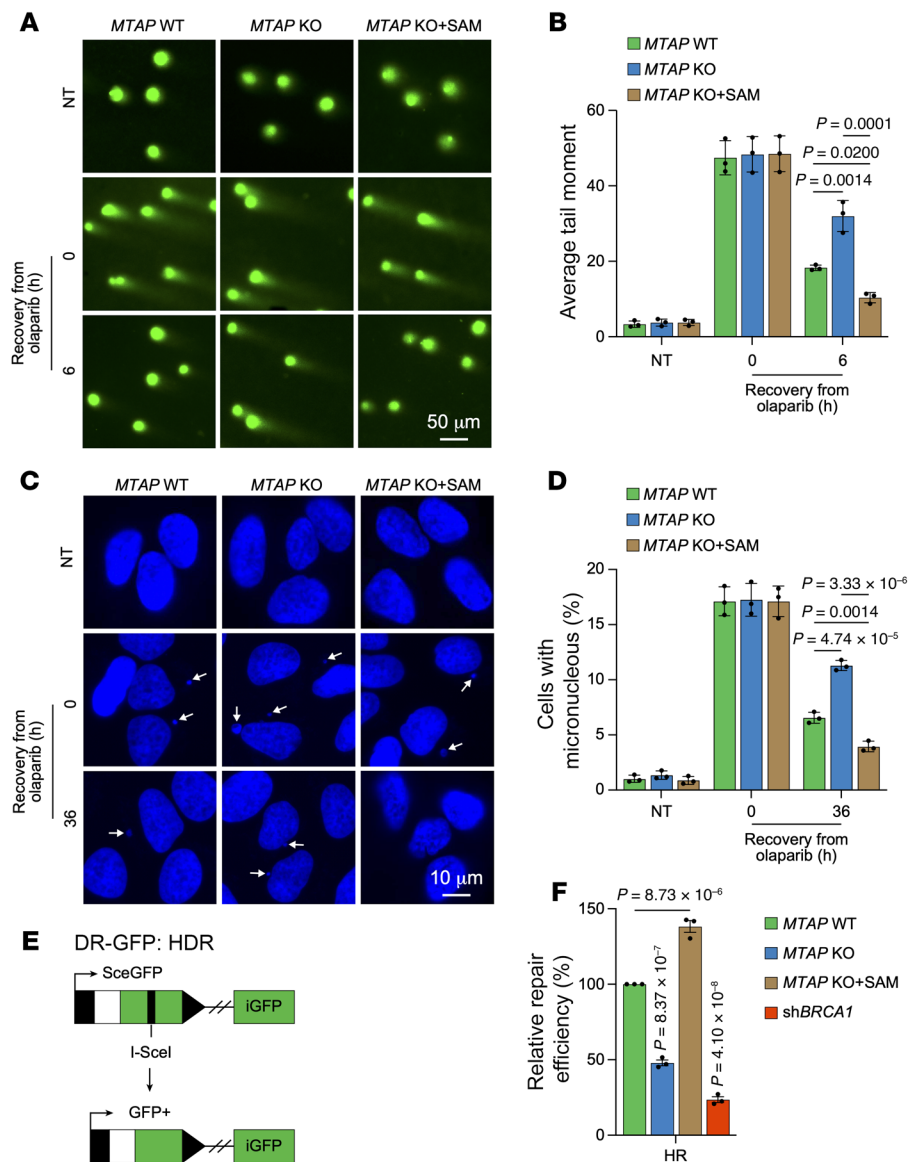 A
MTAP WT
MTAP KO
MTAP KO+SAM
NT
0
6
Recovery from
olaparib (h)
50 μm
B
MTAP WT
MTAP KO
MTAP KO+SAM
Average tail moment
60
40
20
0
P = 0.0001
P = 0.0200
P = 0.0014
NT
0
6
Recovery from
olaparib (h)
C
MTAP WT
MTAP KO
MTAP KO+SAM
NT
0
36
Recovery from
olaparib (h)
10 μm
D
MTAP WT
MTAP KO
MTAP KO+SAM
Cells with
micronucleous (%)
20
15
10
5
0
P = 3.33 × 10⁻⁶
P = 0.0014
P = 4.74 × 10⁻⁵
NT
0
36
Recovery from
olaparib (h)
E
DR-GFP: HDR
SceGFP
iGFP
I-SceI
GFP+
iGFP
F
P = 8.73 × 10⁻⁶
Relative repair
efficiency (%)
150
100
50
0
P = 8.37 × 10⁻⁷
P = 4.10 × 10⁻⁸
HR
MTAP WT
MTAP KO
MTAP KO+SAM
shBRCA1